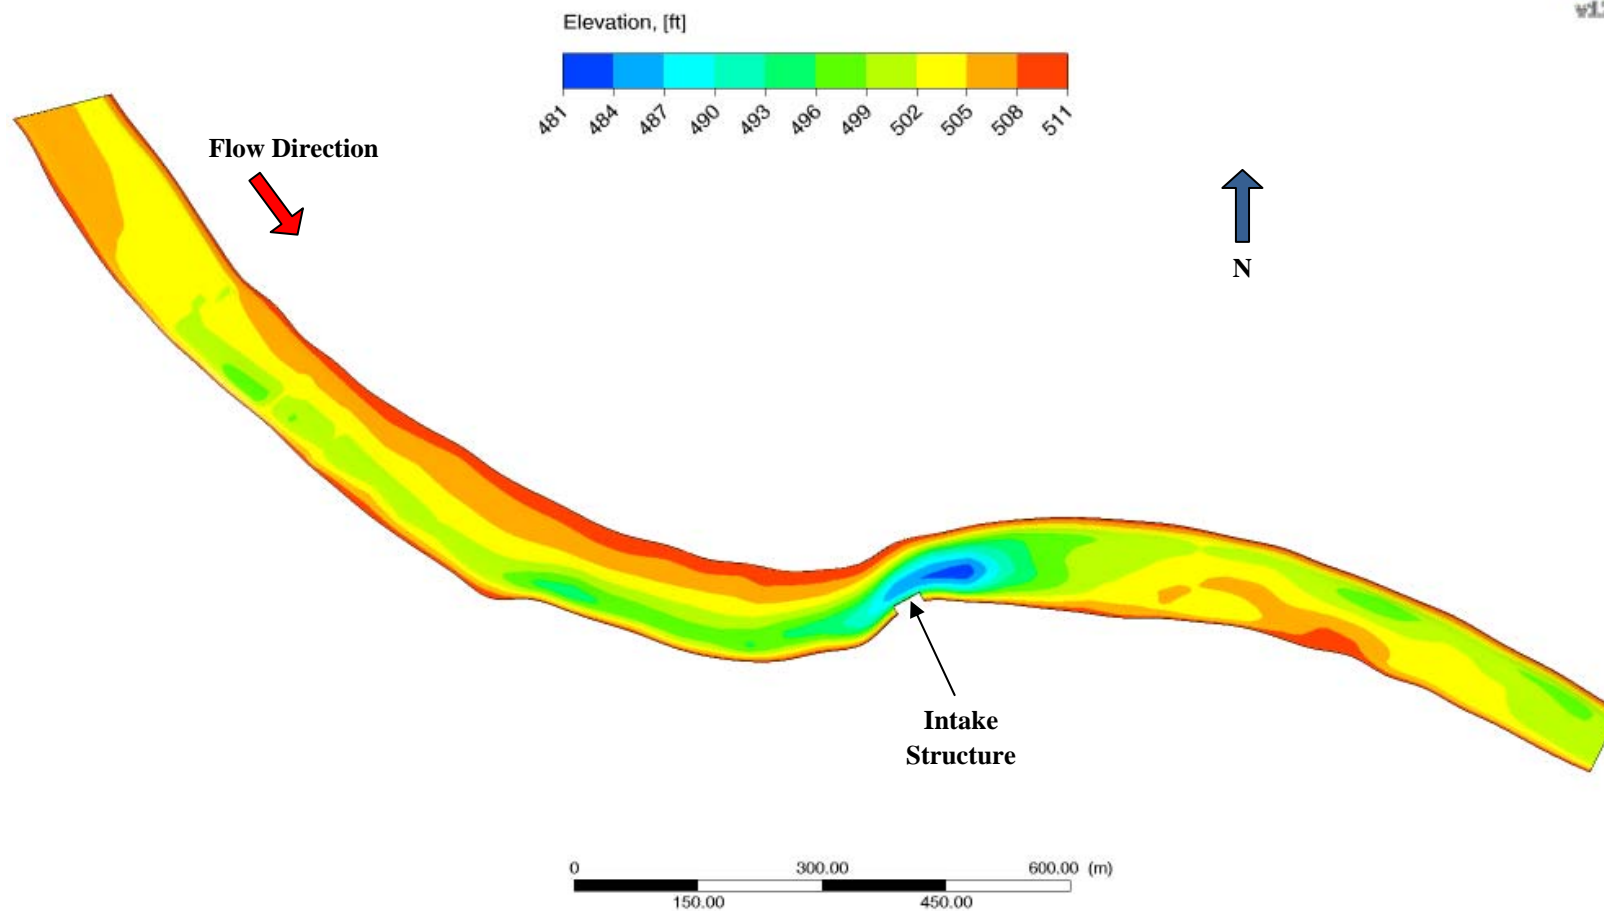 Elevation, [ft]
481 484 487 490 493 496 499 502 505 508 511
Flow Direction
N
Intake
Structure
0 300.00 600.00 (m)
150.00 450.00